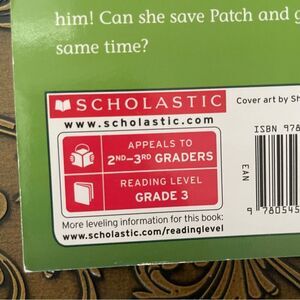 him! Can she save Patch and g
same time?
SCHOLASTIC
www.scholastic.com
Cover art by Sh
APPEALS TO
2ND–3RD GRADERS
READING LEVEL
GRADE 3
More leveling information for this book:
www.scholastic.com/readinglevel
ISBN 978
EAN
9 780545